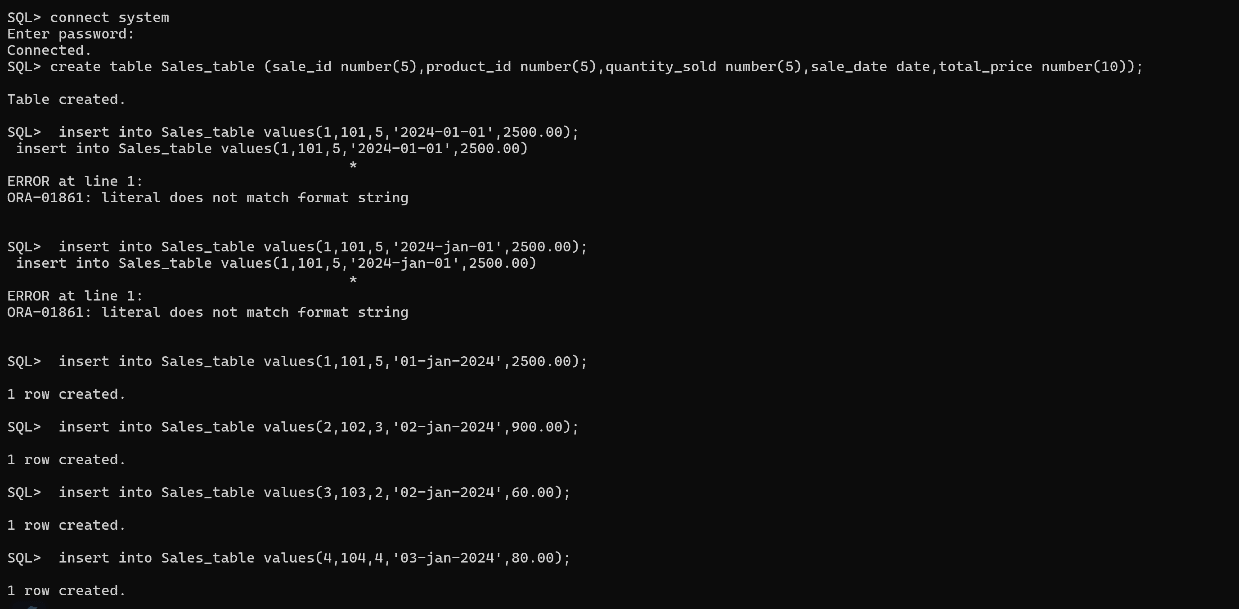 SQL> connect system
Enter password:
Connected.
SQL> create table Sales_table (sale_id number(5),product_id number(5),quantity_sold number(5),sale_date date,total_price number(10));
Table created.
SQL>  insert into Sales_table values(1,101,5,'2024-01-01',2500.00);
 insert into Sales_table values(1,101,5,'2024-01-01',2500.00)
                                        *
ERROR at line 1:
ORA-01861: literal does not match format string
SQL>  insert into Sales_table values(1,101,5,'2024-jan-01',2500.00);
 insert into Sales_table values(1,101,5,'2024-jan-01',2500.00)
                                        *
ERROR at line 1:
ORA-01861: literal does not match format string
SQL>  insert into Sales_table values(1,101,5,'01-jan-2024',2500.00);
1 row created.
SQL>  insert into Sales_table values(2,102,3,'02-jan-2024',900.00);
1 row created.
SQL>  insert into Sales_table values(3,103,2,'02-jan-2024',60.00);
1 row created.
SQL>  insert into Sales_table values(4,104,4,'03-jan-2024',80.00);
1 row created.